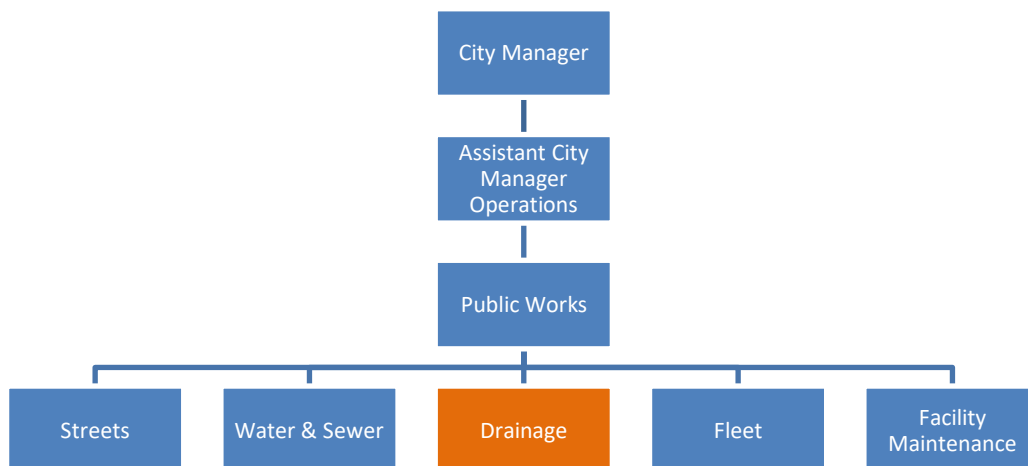 City Manager
Assistant City
Manager
Operations
Public Works
Streets
Water & Sewer
Drainage
Fleet
Facility
Maintenance